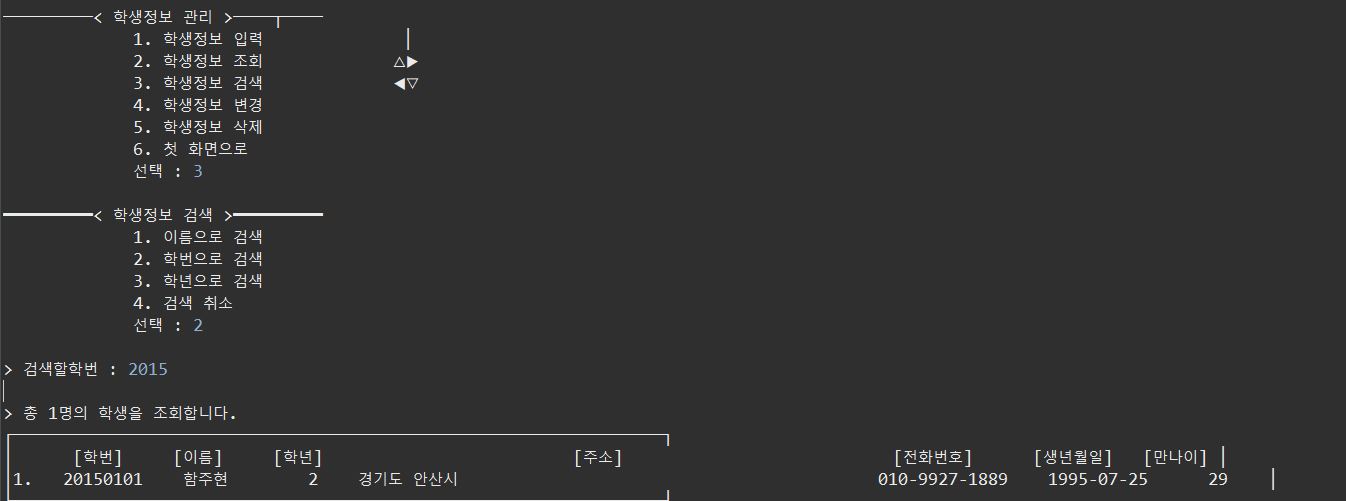 < 학생정보 관리 >
1. 학생정보 입력
2. 학생정보 조회 △▶
3. 학생정보 검색 ◀▽
4. 학생정보 변경
5. 학생정보 삭제
6. 첫 화면으로
선택 : 3
< 학생정보 검색 >
1. 이름으로 검색
2. 학번으로 검색
3. 학년으로 검색
4. 검색 취소
선택 : 2
> 검색할학번 : 2015
> 총 1명의 학생을 조회합니다.
[학번] [이름] [학년] [주소] [전화번호] [생년월일] [만나이]
1. 20150101 함주현 2 경기도 안산시 010-9927-1889 1995-07-25 29